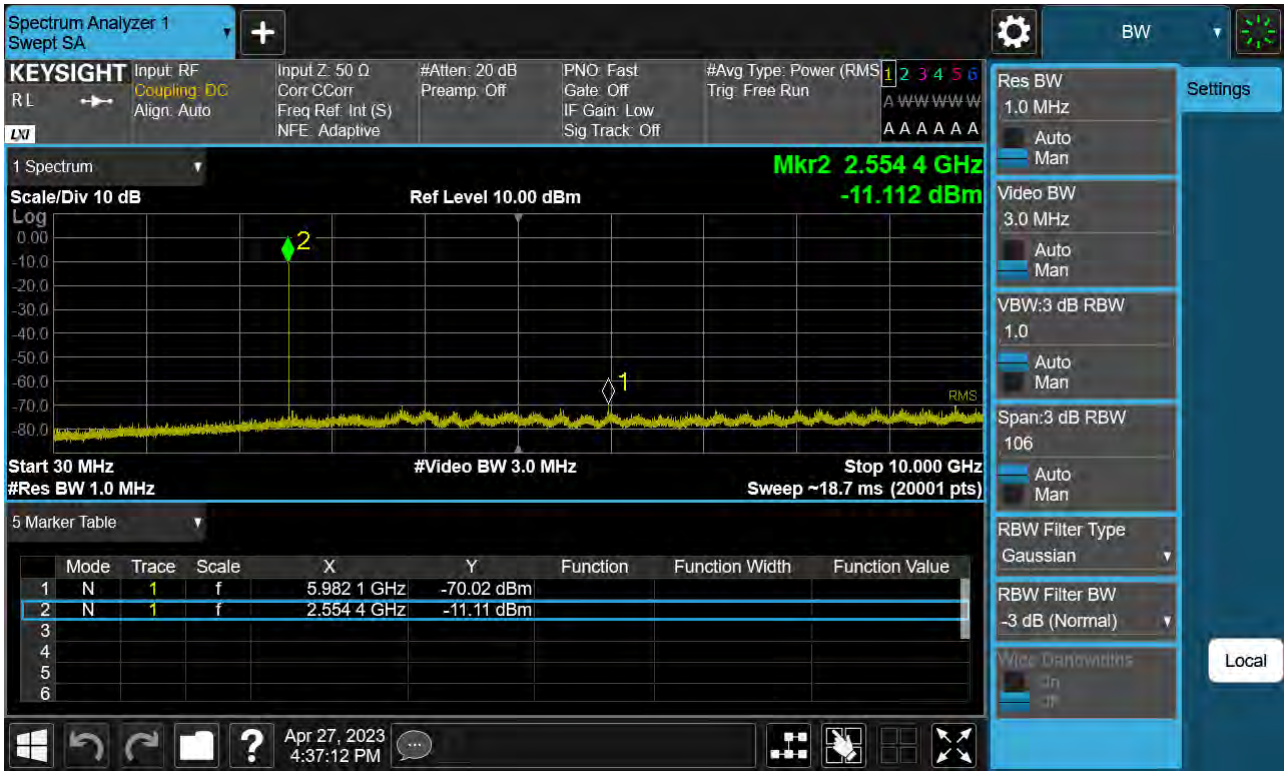 Spectrum Analyzer 1
Swept SA
+
BW
KEYSIGHT
RL
LXI
Input: RF
Coupling: DC
Align: Auto
Input Z: 50 Ω
Corr CCorr
Freq Ref: Int (S)
NFE: Adaptive
#Atten: 20 dB
Preamp: Off
PNO: Fast
Gate: Off
IF Gain: Low
Sig Track: Off
#Avg Type: Power (RMS
Trig: Free Run
1 2 3 4 5 6
A W W W W W
A A A A A A
1 Spectrum
Mkr2 2.554 4 GHz
Scale/Div 10 dB
Ref Level 10.00 dBm
-11.112 dBm
Log
0.00
-10.0
-20.0
-30.0
-40.0
-50.0
-60.0
-70.0
-80.0
2
1
RMS
Start 30 MHz
#Video BW 3.0 MHz
Stop 10.000 GHz
#Res BW 1.0 MHz
Sweep ~18.7 ms (20001 pts)
5 Marker Table
Mode Trace Scale X Y Function Function Width Function Value
1 N 1 f 5.982 1 GHz -70.02 dBm
2 N 1 f 2.554 4 GHz -11.11 dBm
3
4
5
6
Res BW
1.0 MHz
Auto
Man
Video BW
3.0 MHz
Auto
Man
VBW:3 dB RBW
1.0
Auto
Man
Span:3 dB RBW
106
Auto
Man
RBW Filter Type
Gaussian
RBW Filter BW
-3 dB (Normal)
Settings
Local
?
Apr 27, 2023
4:37:12 PM